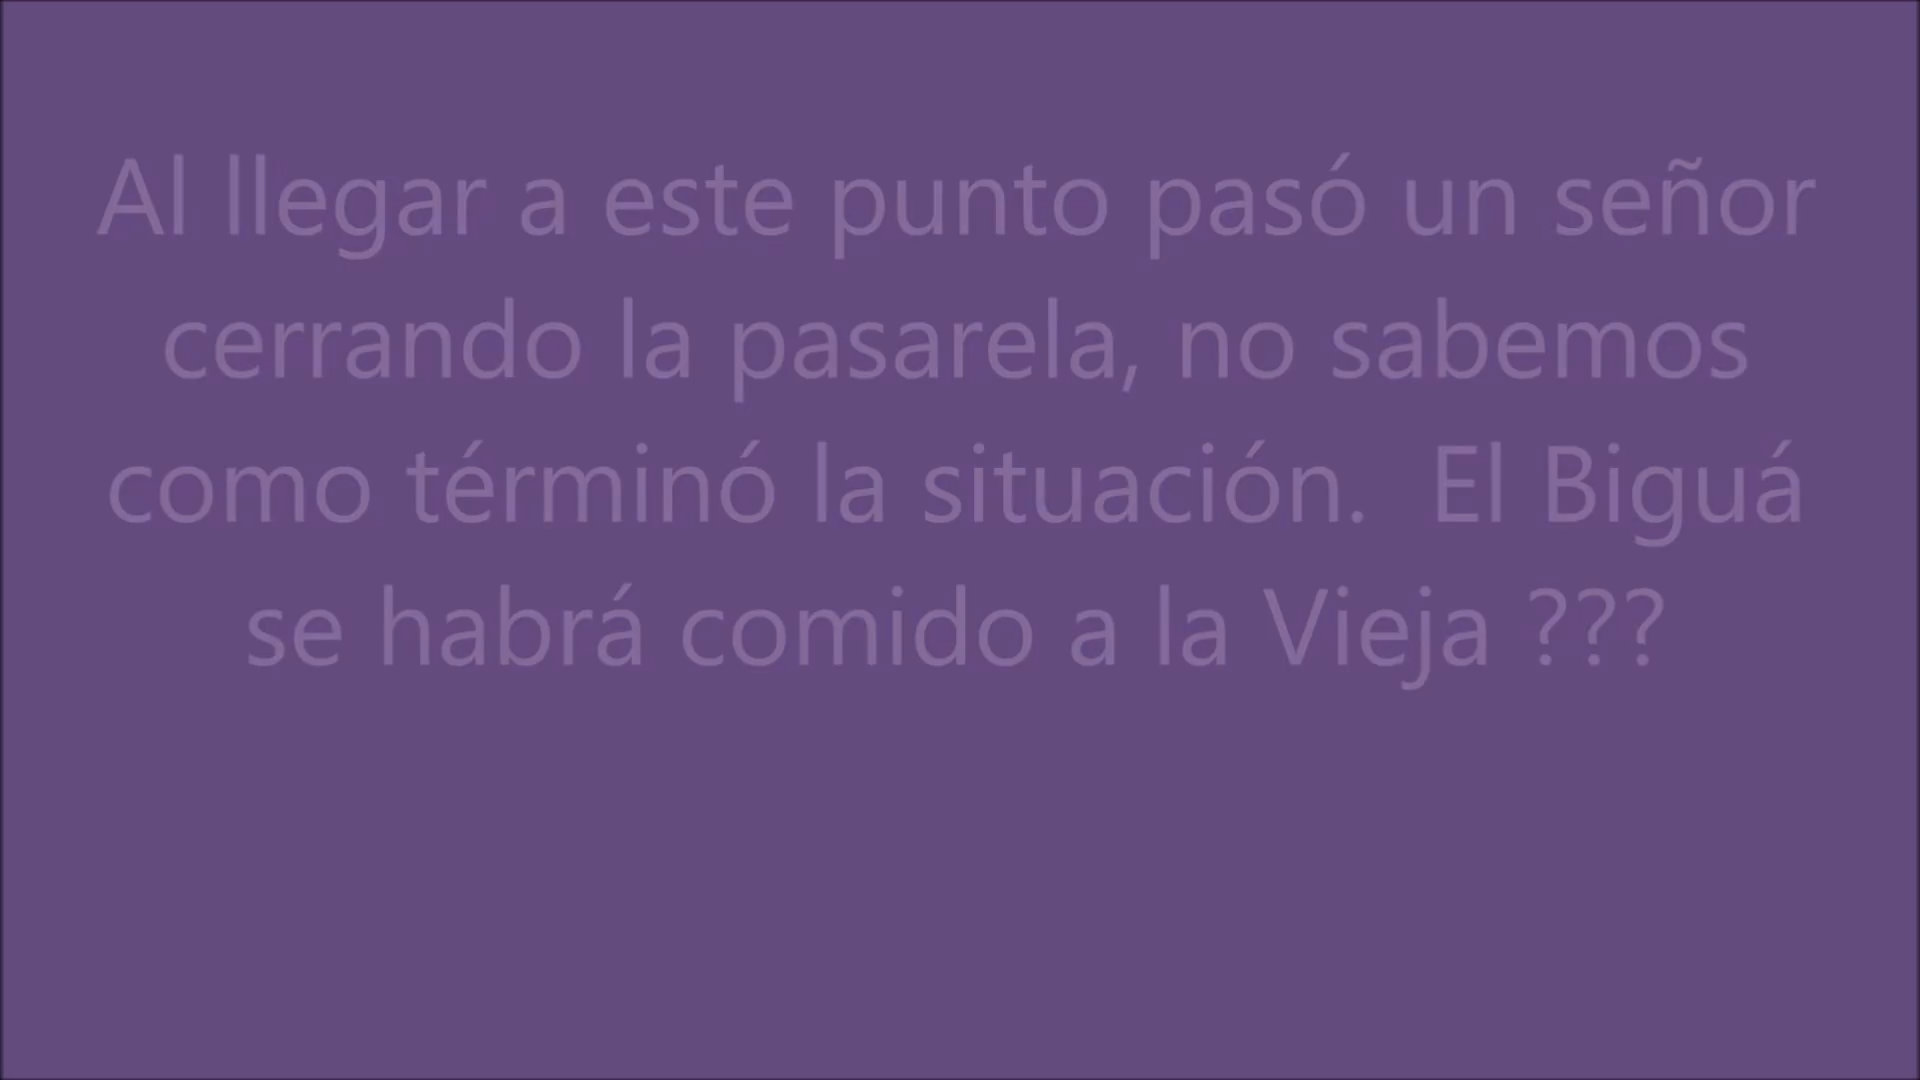 Al llegar a este punto pasó un señor
cerrando la pasarela, no sabemos
como términó la situación.  El Biguá
se habrá comido a la Vieja ???